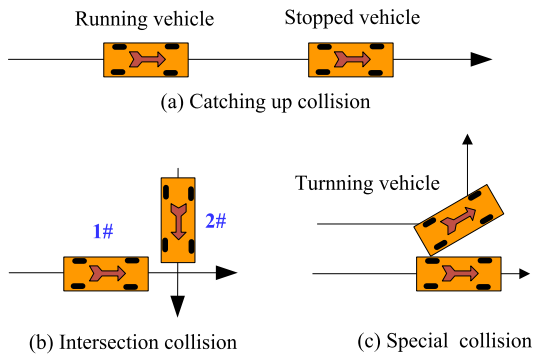 Running vehicle
Stopped vehicle
(a) Catching up collision
1#
2#
(b) Intersection collision
Turnning vehicle
(c) Special collision